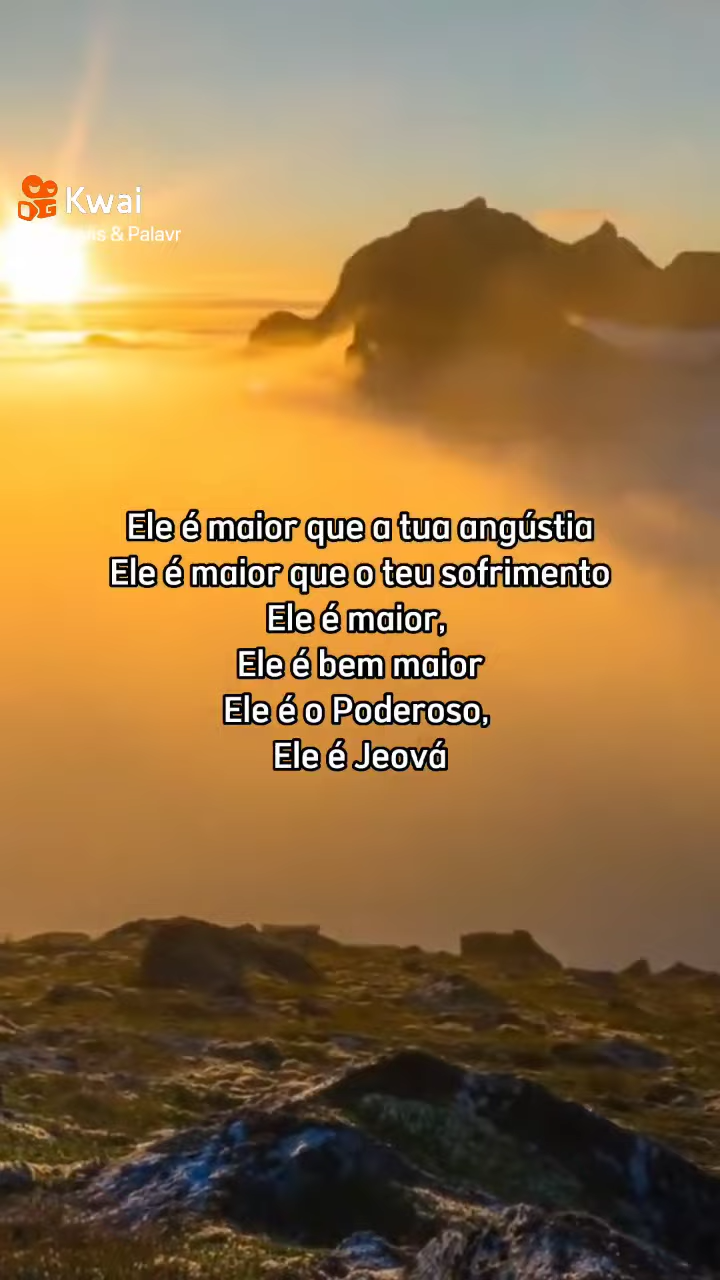 Kwai
& Palavr
Ele é maior que a tua angústia
Ele é maior que o teu sofrimento
Ele é maior,
Ele é bem maior
Ele é o Poderoso,
Ele é Jeová